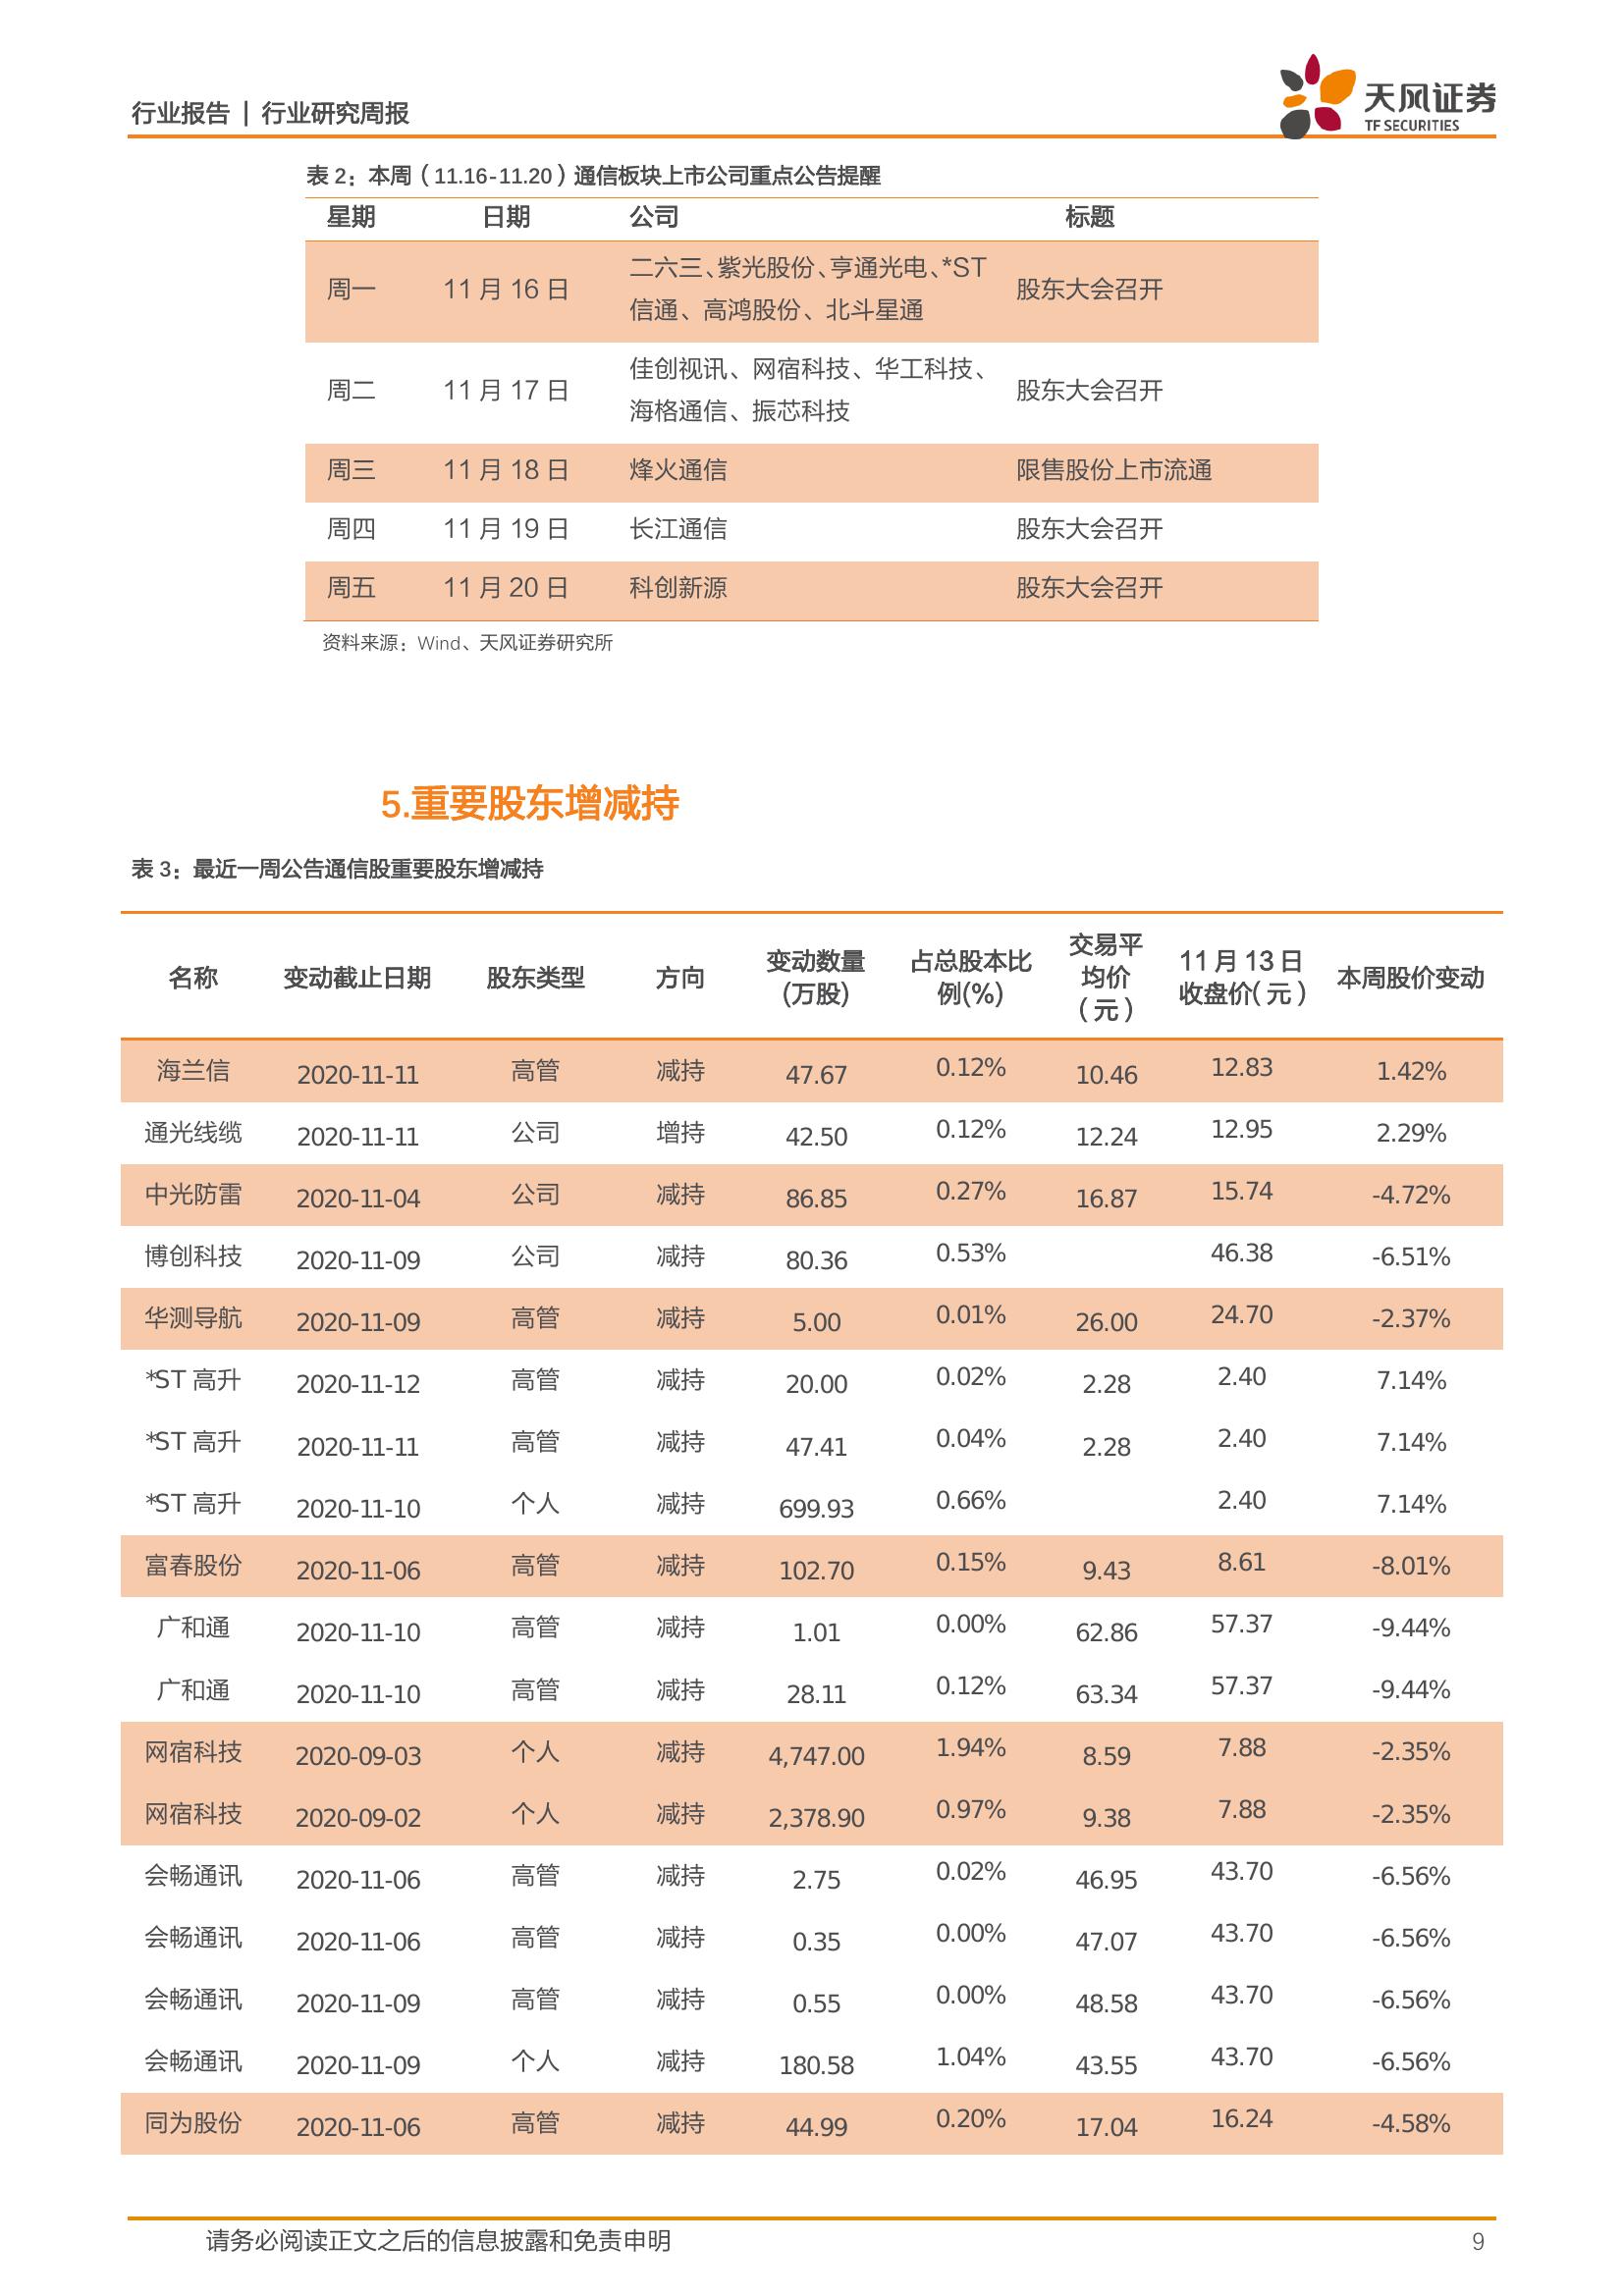 行业报告 | 行业研究周报
天风证券
TF SECURITIES
表 2：本周（11.16-11.20）通信板块上市公司重点公告提醒
星期 日期 公司 标题
周一 11 月 16 日 二六三、紫光股份、亨通光电、*ST 股东大会召开
信通、高鸿股份、北斗星通
周二 11 月 17 日 佳创视讯、网宿科技、华工科技、 股东大会召开
海格通信、振芯科技
周三 11 月 18 日 烽火通信 限售股份上市流通
周四 11 月 19 日 长江通信 股东大会召开
周五 11 月 20 日 科创新源 股东大会召开
资料来源：Wind、天风证券研究所
5.重要股东增减持
表 3：最近一周公告通信股重要股东增减持
名称 变动截止日期 股东类型 方向 变动数量(万股) 占总股本比例(%) 交易平均价（元） 11 月 13 日收盘价(元) 本周股价变动
海兰信 2020-11-11 高管 减持 47.67 0.12% 10.46 12.83 1.42%
通光线缆 2020-11-11 公司 增持 42.50 0.12% 12.24 12.95 2.29%
中光防雷 2020-11-04 公司 减持 86.85 0.27% 16.87 15.74 -4.72%
博创科技 2020-11-09 公司 减持 80.36 0.53% 46.38 -6.51%
华测导航 2020-11-09 高管 减持 5.00 0.01% 26.00 24.70 -2.37%
*ST 高升 2020-11-12 高管 减持 20.00 0.02% 2.28 2.40 7.14%
*ST 高升 2020-11-11 高管 减持 47.41 0.04% 2.28 2.40 7.14%
*ST 高升 2020-11-10 个人 减持 699.93 0.66% 2.40 7.14%
富春股份 2020-11-06 高管 减持 102.70 0.15% 9.43 8.61 -8.01%
广和通 2020-11-10 高管 减持 1.01 0.00% 62.86 57.37 -9.44%
广和通 2020-11-10 高管 减持 28.11 0.12% 63.34 57.37 -9.44%
网宿科技 2020-09-03 个人 减持 4,747.00 1.94% 8.59 7.88 -2.35%
网宿科技 2020-09-02 个人 减持 2,378.90 0.97% 9.38 7.88 -2.35%
会畅通讯 2020-11-06 高管 减持 2.75 0.02% 46.95 43.70 -6.56%
会畅通讯 2020-11-06 高管 减持 0.35 0.00% 47.07 43.70 -6.56%
会畅通讯 2020-11-09 高管 减持 0.55 0.00% 48.58 43.70 -6.56%
会畅通讯 2020-11-09 个人 减持 180.58 1.04% 43.55 43.70 -6.56%
同为股份 2020-11-06 高管 减持 44.99 0.20% 17.04 16.24 -4.58%
请务必阅读正文之后的信息披露和免责申明 9